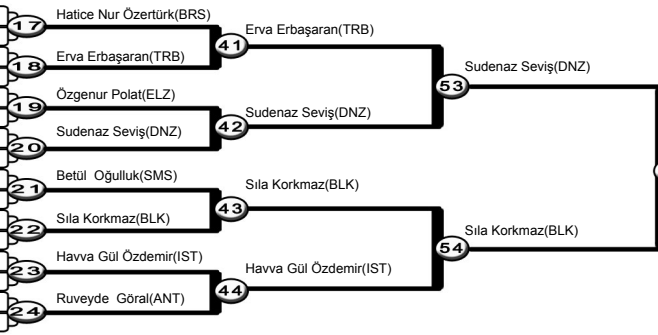 17 Hatice Nur Özertürk(BRS)
41 Erva Erbaşaran(TRB)
18 Erva Erbaşaran(TRB)
53 Sudenaz Seviş(DNZ)
19 Özgenur Polat(ELZ)
42 Sudenaz Seviş(DNZ)
20 Sudenaz Seviş(DNZ)
21 Betül Oğulluk(SMS)
43 Sıla Korkmaz(BLK)
22 Sıla Korkmaz(BLK)
54 Sıla Korkmaz(BLK)
23 Havva Gül Özdemir(IST)
44 Havva Gül Özdemir(IST)
24 Ruveyde Göral(ANT)